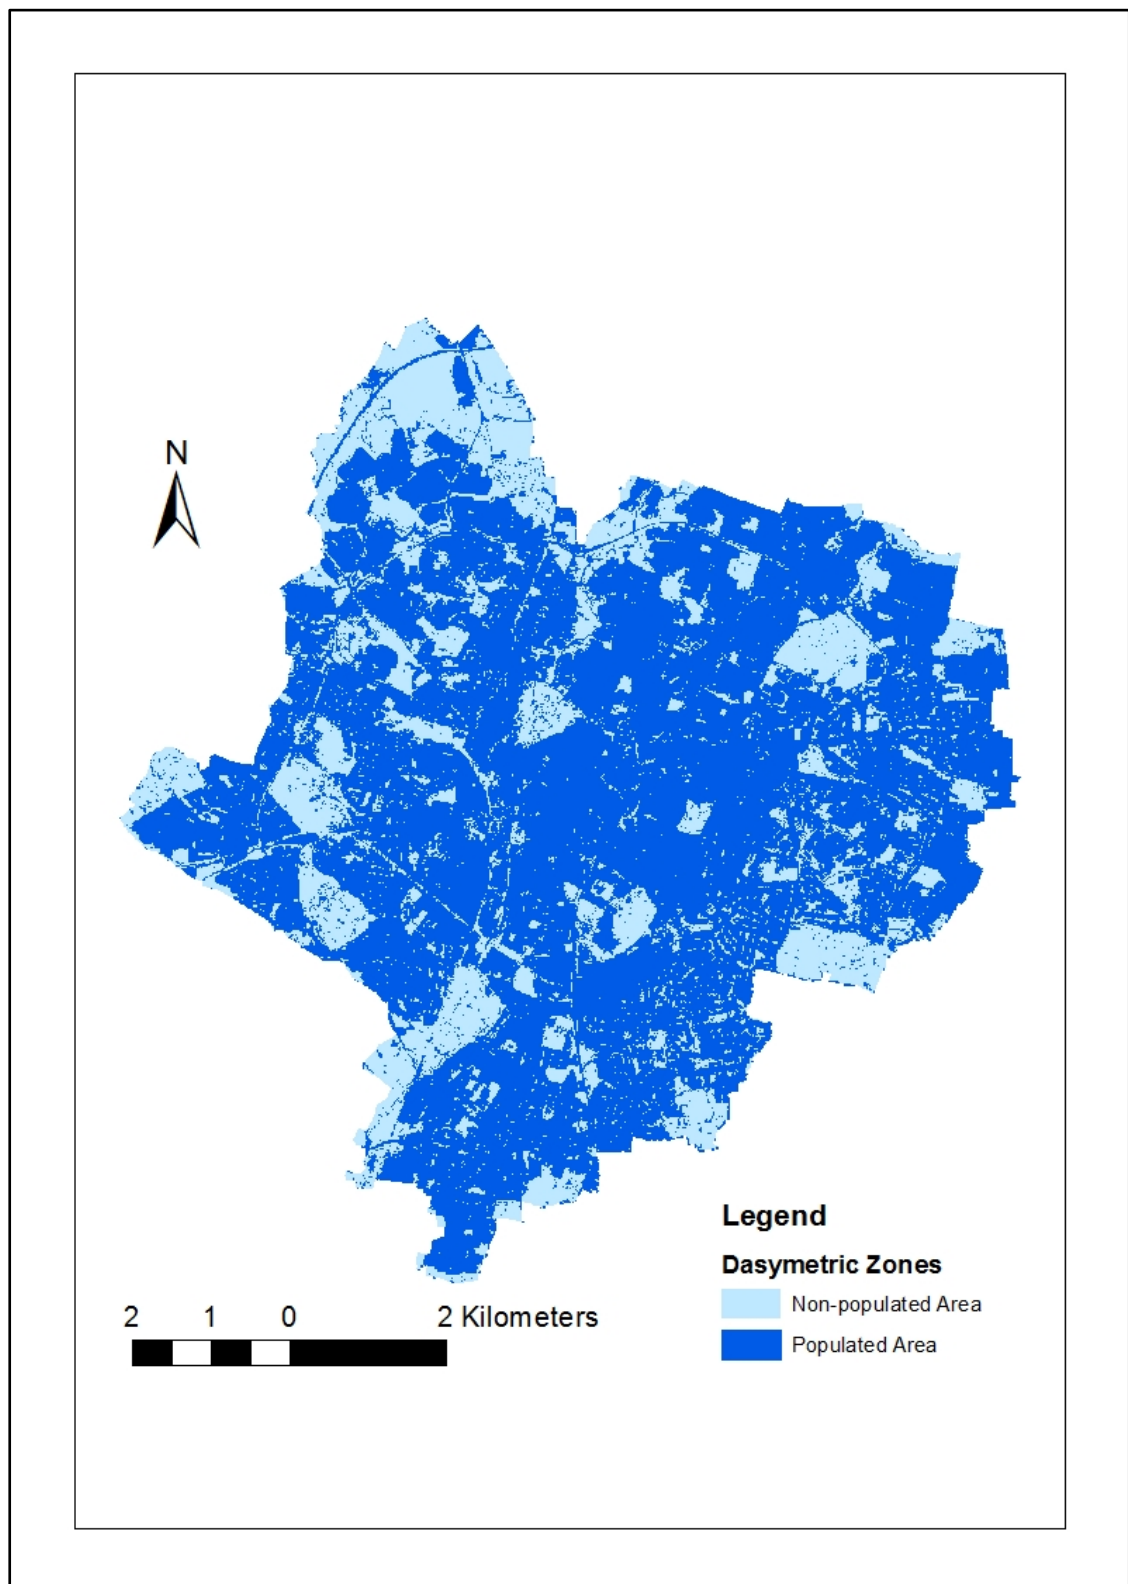 N
Legend
Dasymetric Zones
Non-populated Area
Populated Area
2 1 0 2 Kilometers